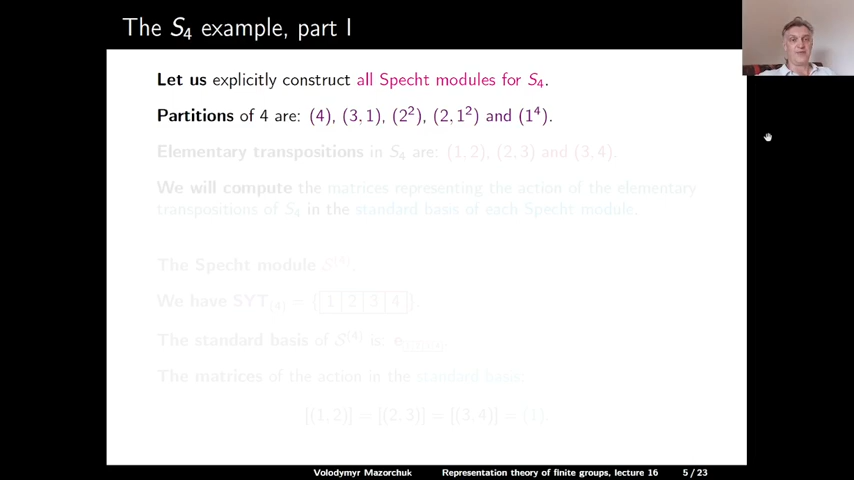 The S₄ example, part I
Let us explicitly construct all Specht modules for S₄.
Partitions of 4 are: (4), (3, 1), (2²), (2, 1²) and (1⁴).
Elementary transpositions in S₄ are: (1, 2), (2, 3) and (3, 4).
We will compute the matrices representing the action of the elementary
transpositions of S₄ in the standard basis of each Specht module.
The Specht module 𝒮⁽⁴⁾.
We have SYT₍₄₎ = { 1 2 3 4 }
The standard basis of 𝒮⁽⁴⁾ is: e
The matrices of the action in the standard basis:
[(1, 2)] = [(2, 3)] = [(3, 4)] = (1).
Volodymyr Mazorchuk Representation theory of finite groups, lecture 16 5 / 23